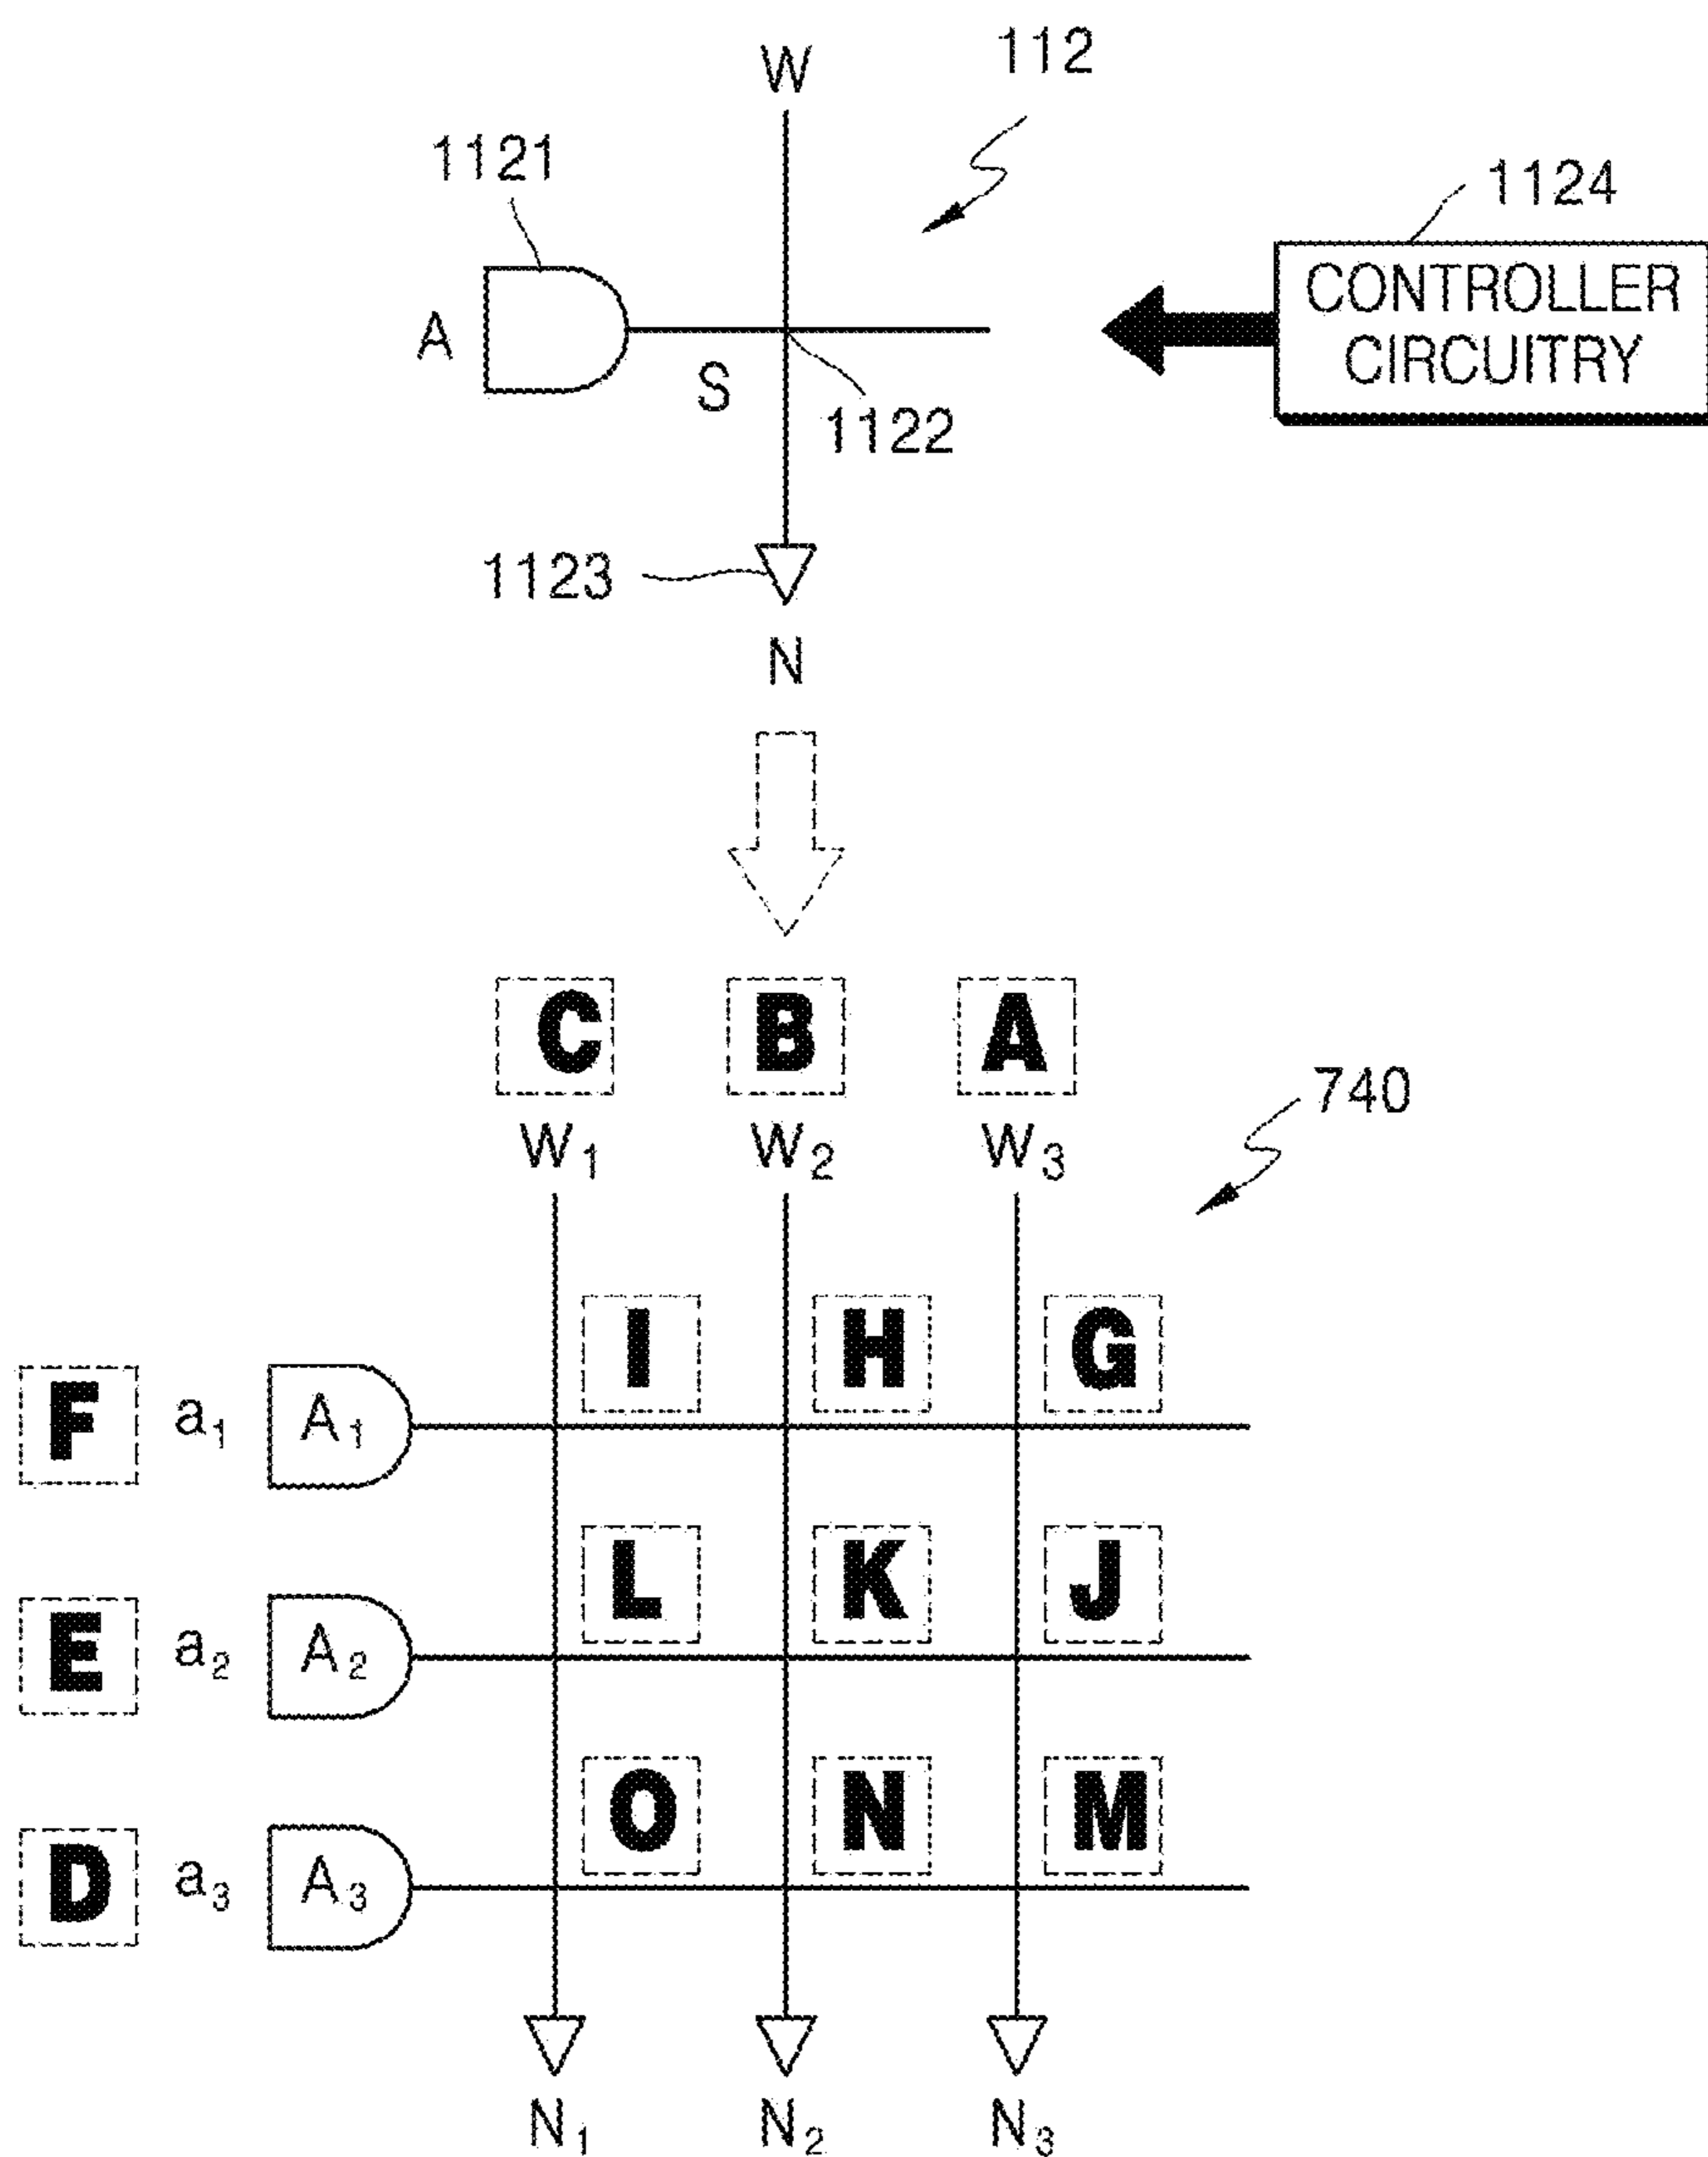 W
112
1121
1124
CONTROLLER
CIRCUITRY
A
S
1122
1123
N
C B A
740
W₁ W₂ W₃
I H G
F a₁ A₁
L K J
E a₂ A₂
O N M
D a₃ A₃
N₁ N₂ N₃